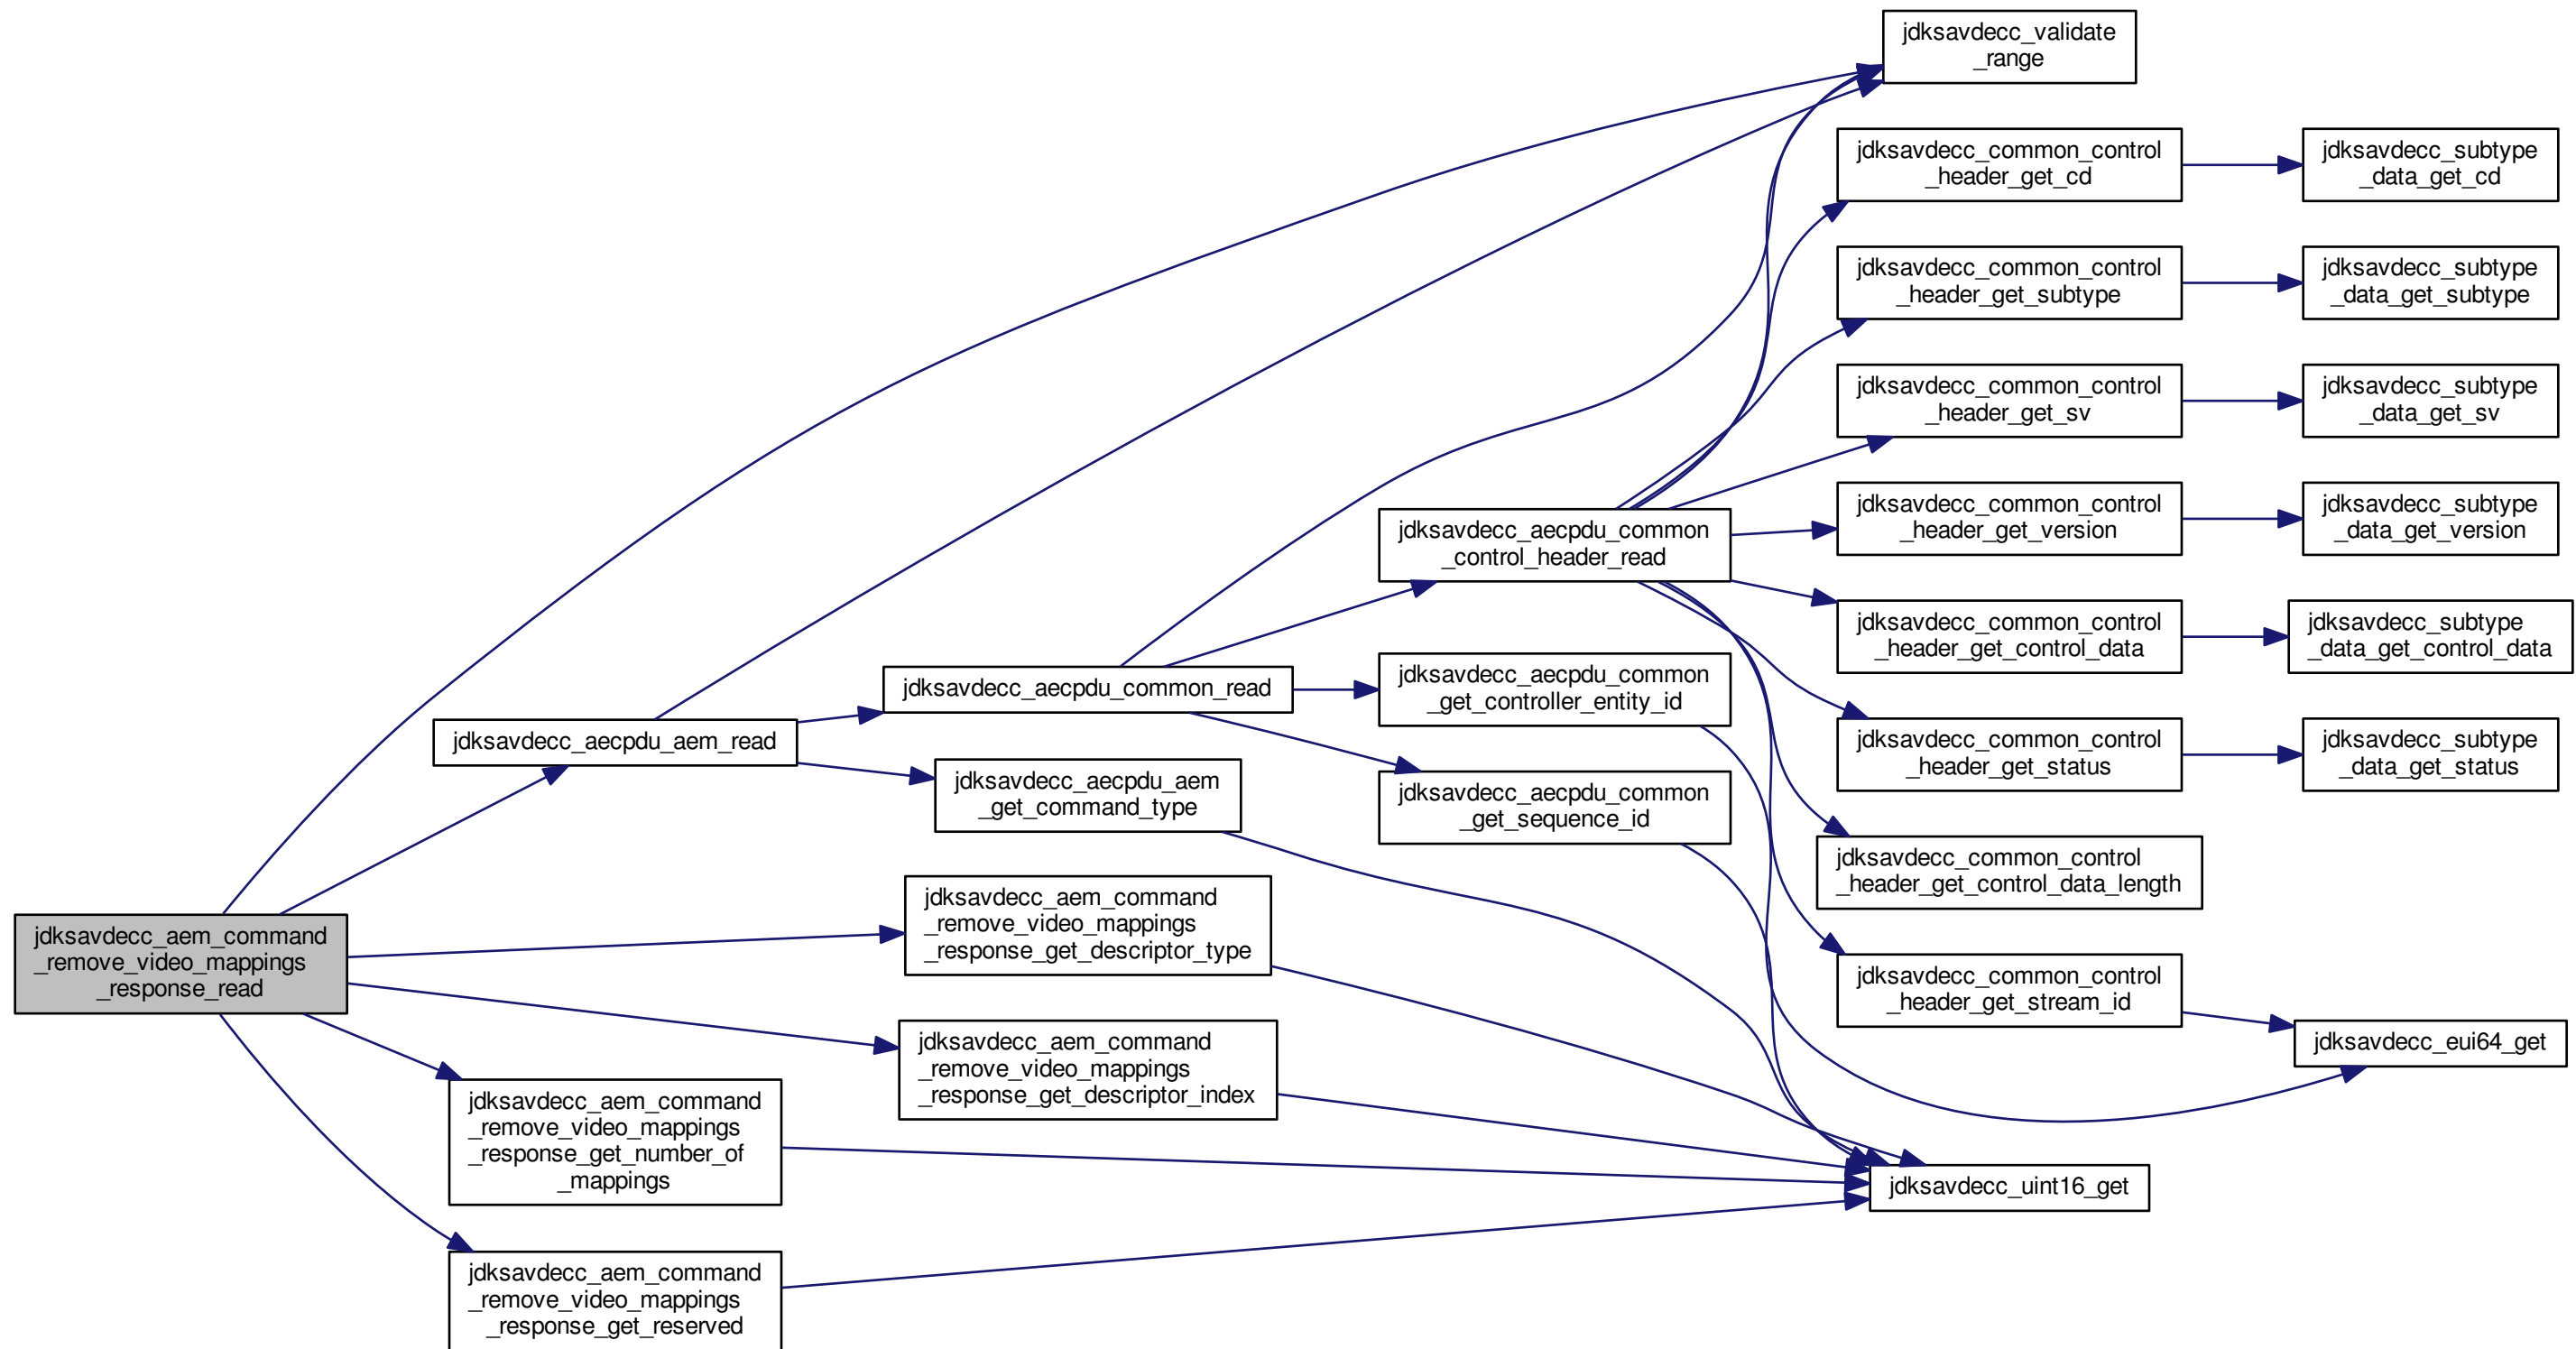 jdksavdecc_aem_command
_remove_video_mappings
_response_read
jdksavdecc_aecpdu_aem_read
jdksavdecc_aem_command
_remove_video_mappings
_response_get_number_of
_mappings
jdksavdecc_aem_command
_remove_video_mappings
_response_get_reserved
jdksavdecc_aecpdu_common_read
jdksavdecc_aecpdu_aem
_get_command_type
jdksavdecc_aem_command
_remove_video_mappings
_response_get_descriptor_type
jdksavdecc_aem_command
_remove_video_mappings
_response_get_descriptor_index
jdksavdecc_aecpdu_common
_control_header_read
jdksavdecc_aecpdu_common
_get_controller_entity_id
jdksavdecc_aecpdu_common
_get_sequence_id
jdksavdecc_validate
_range
jdksavdecc_common_control
_header_get_cd
jdksavdecc_common_control
_header_get_subtype
jdksavdecc_common_control
_header_get_sv
jdksavdecc_common_control
_header_get_version
jdksavdecc_common_control
_header_get_control_data
jdksavdecc_common_control
_header_get_status
jdksavdecc_common_control
_header_get_control_data_length
jdksavdecc_common_control
_header_get_stream_id
jdksavdecc_uint16_get
jdksavdecc_subtype
_data_get_cd
jdksavdecc_subtype
_data_get_subtype
jdksavdecc_subtype
_data_get_sv
jdksavdecc_subtype
_data_get_version
jdksavdecc_subtype
_data_get_control_data
jdksavdecc_subtype
_data_get_status
jdksavdecc_eui64_get